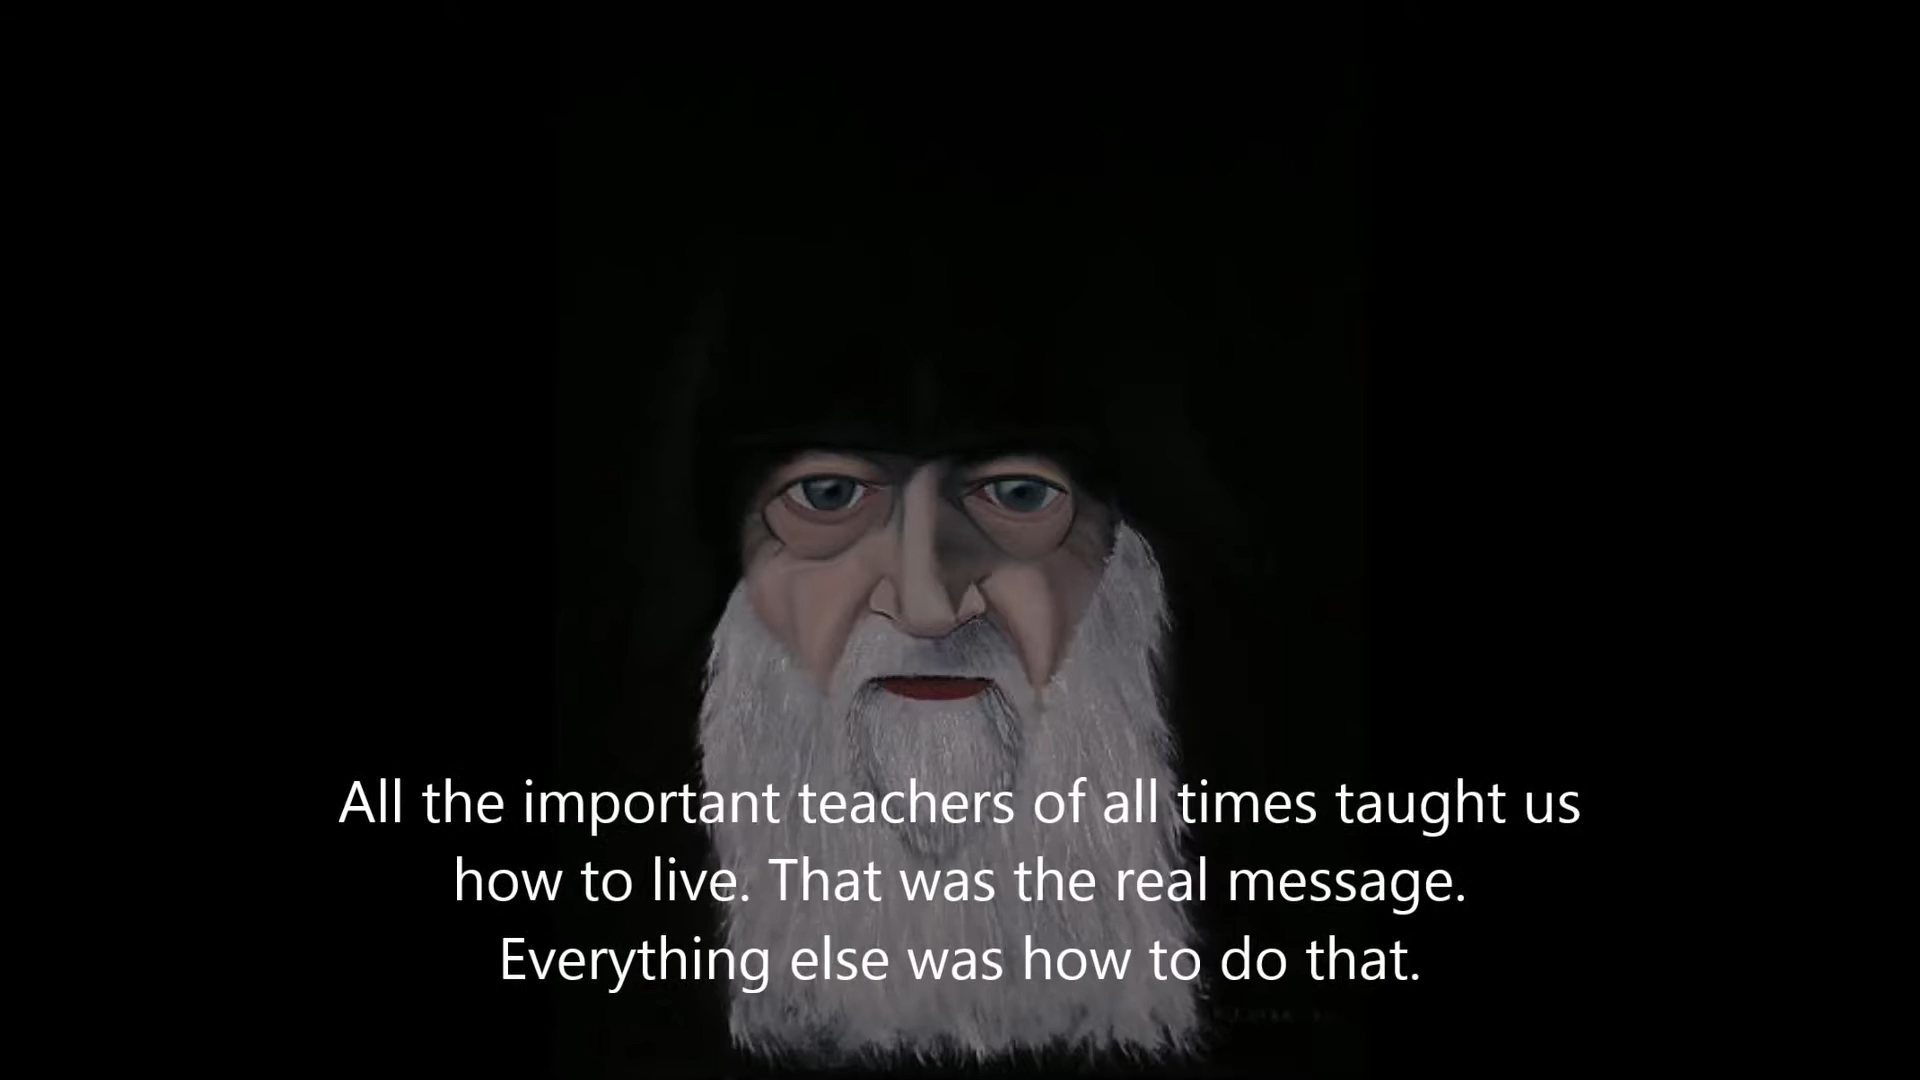 All the important teachers of all times taught us
how to live. That was the real message.
Everything else was how to do that.